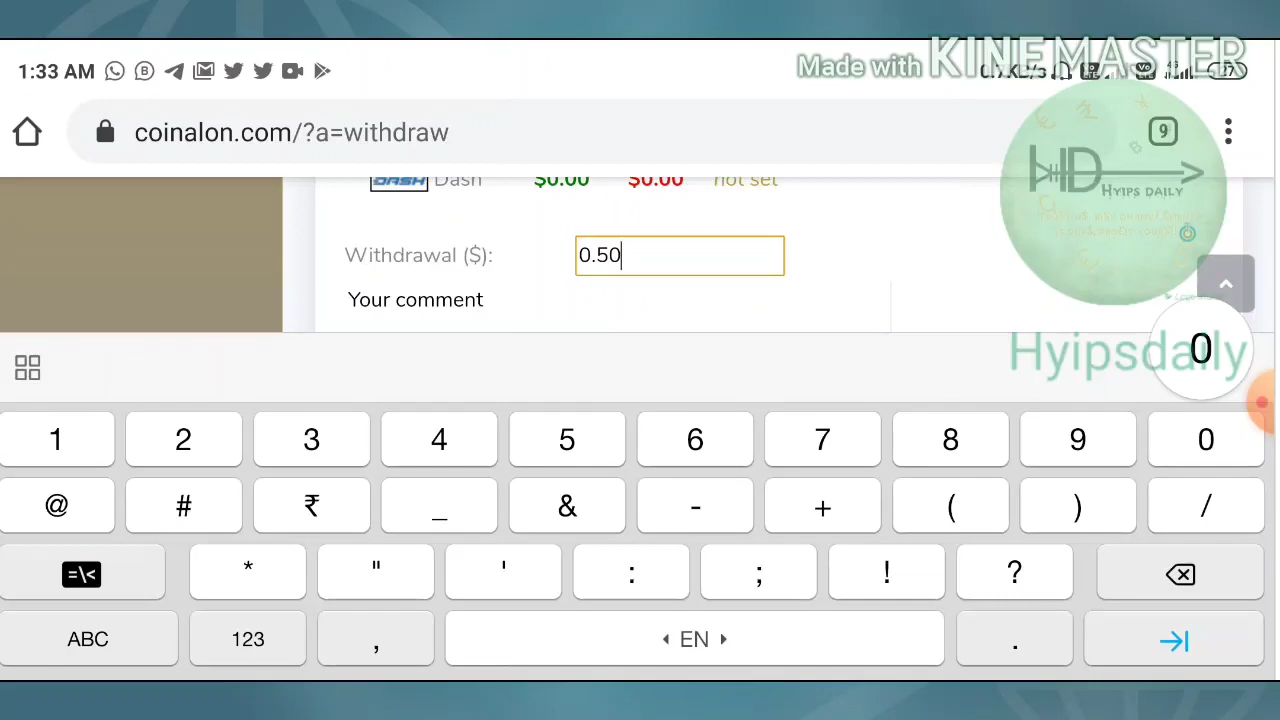 Made with KINEMASTER
1:33 AM
coinalon.com/?a=withdraw
9
HYIPS DAILY
DASH Dash $0.00 $0.00 not set
Withdrawal ($): 0.50
Your comment
Hyipsdaily
0
1 2 3 4 5 6 7 8 9 0
@ # ₹ _ & - + ( ) /
=\< * " ' : ; ! ?
ABC 123 , EN .